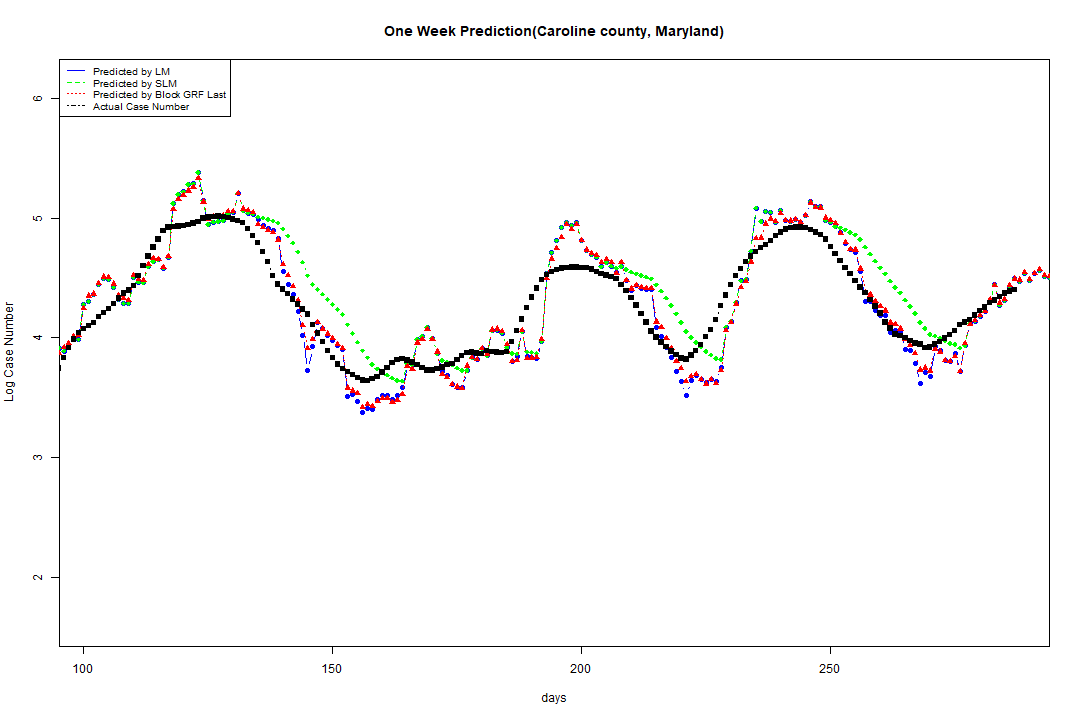 One Week Prediction(Caroline county, Maryland)
Predicted by LM
Predicted by SLM
Predicted by Block GRF Last
Actual Case Number
6
5
4
3
2
Log Case Number
100 150 200 250
days